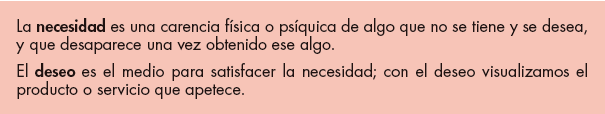 La necesidad es una carencia física o psíquica de algo que no se tiene y se desea,
y que desaparece una vez obtenido ese algo.
El deseo es el medio para satisfacer la necesidad; con el deseo visualizamos el
producto o servicio que apetece.